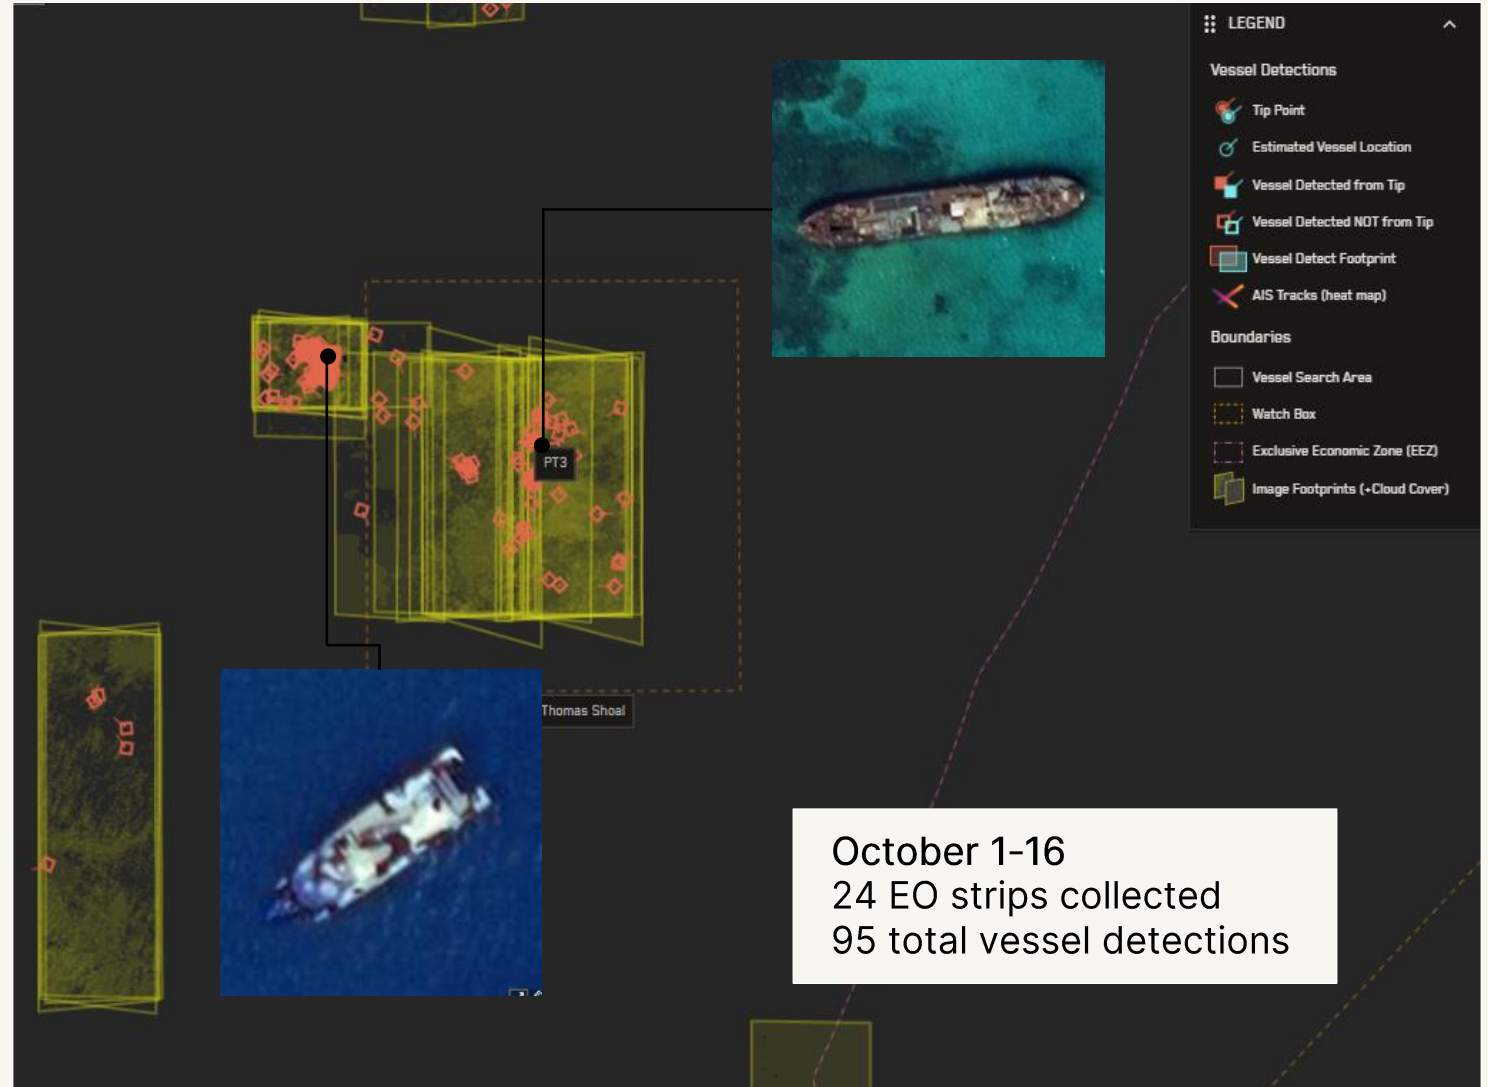 LEGEND
Vessel Detections
Tip Point
Estimated Vessel Location
Vessel Detected from Tip
Vessel Detected NOT from Tip
Vessel Detect Footprint
AIS Tracks (heat map)
Boundaries
Vessel Search Area
Watch Box
Exclusive Economic Zone (EEZ)
Image Footprints (+Cloud Cover)
PT3
Thomas Shoal
October 1-16
24 EO strips collected
95 total vessel detections